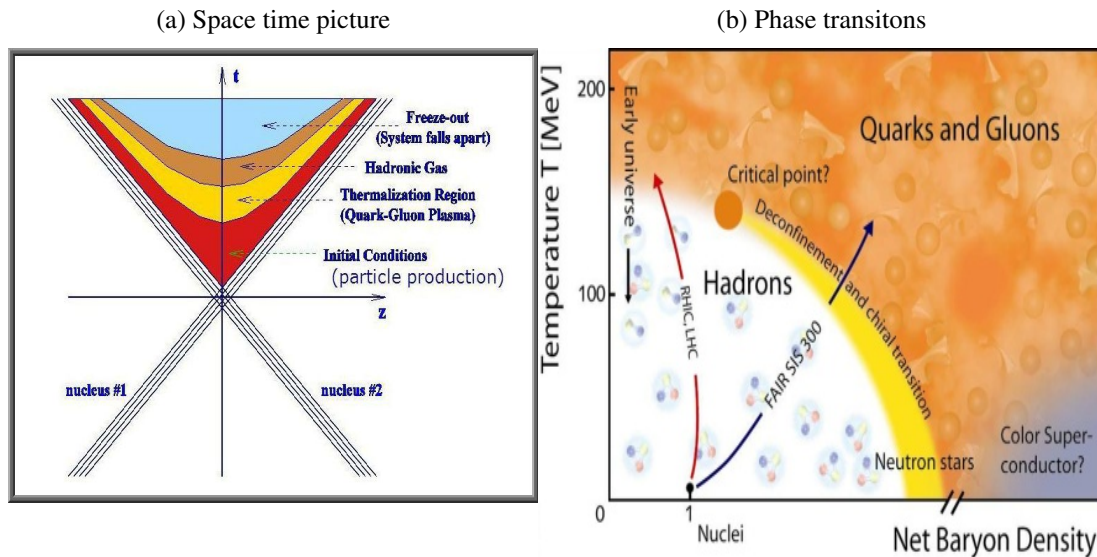 (a) Space time picture
t
Freeze-out
(System falls apart)
Hadronic Gas
Thermalization Region
(Quark-Gluon Plasma)
Initial Conditions
(particle production)
z
nucleus #1
nucleus #2
(b) Phase transitons
Temperature T [MeV]
200
100
0
Early universe
Quarks and Gluons
Critical point?
Deconfinement and chiral transition
Hadrons
RHIC, LHC
FAIR SIS 300
Color Super-
conductor?
Neutron stars
1
Nuclei
Net Baryon Density